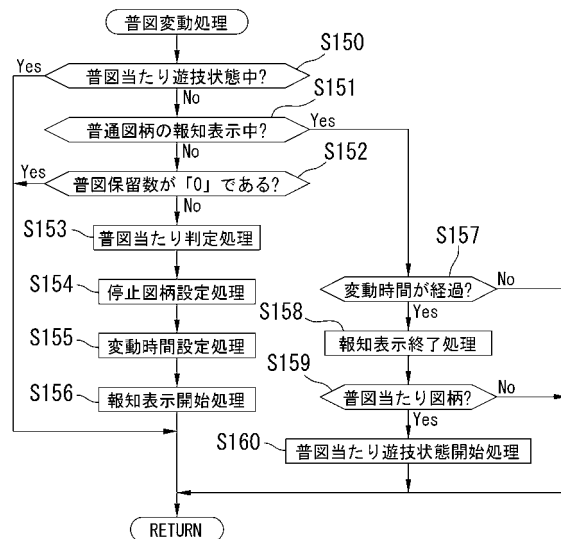 普図変動処理
S150
Yes
普図当たり遊技状態中?
No
S151
普通図柄の報知表示中?
Yes
No
S152
Yes
普図保留数が「0」である?
No
S153
普図当たり判定処理
S154
停止図柄設定処理
S155
変動時間設定処理
S156
報知表示開始処理
S157
変動時間が経過?
No
Yes
S158
報知表示終了処理
S159
普図当たり図柄?
No
Yes
S160
普図当たり遊技状態開始処理
RETURN